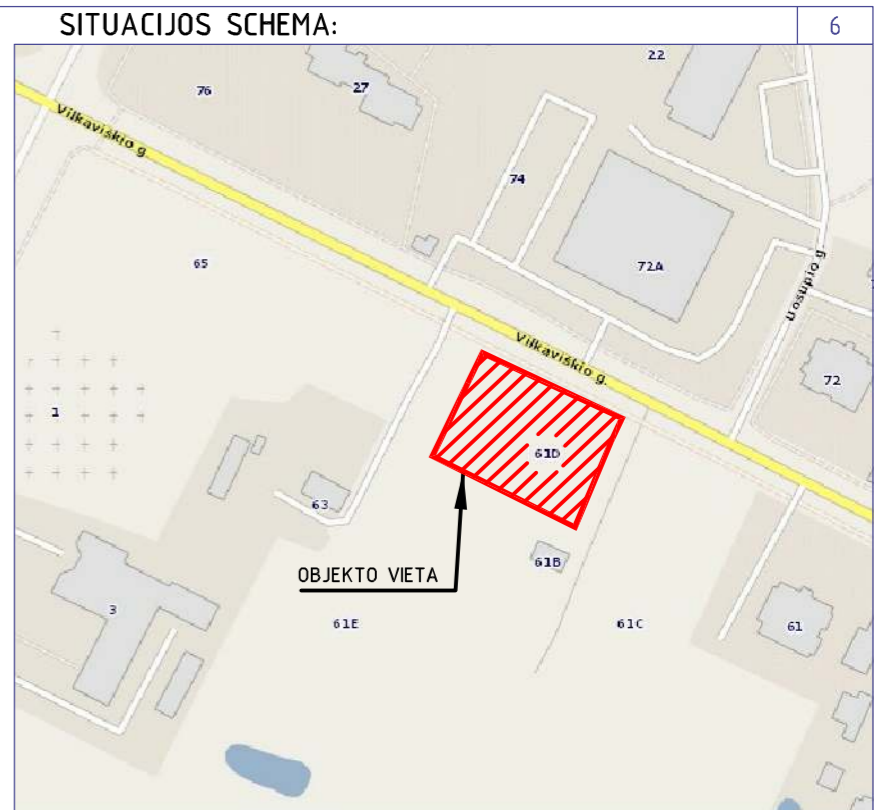 SITUACIJOS SCHEMA:
6
22
76
27
Vilkaviškio g.
74
65
72A
Uosupio g.
Vilkaviškio g.
72
1
61D
63
OBJEKTO VIETA
61B
3
61E
61C
61